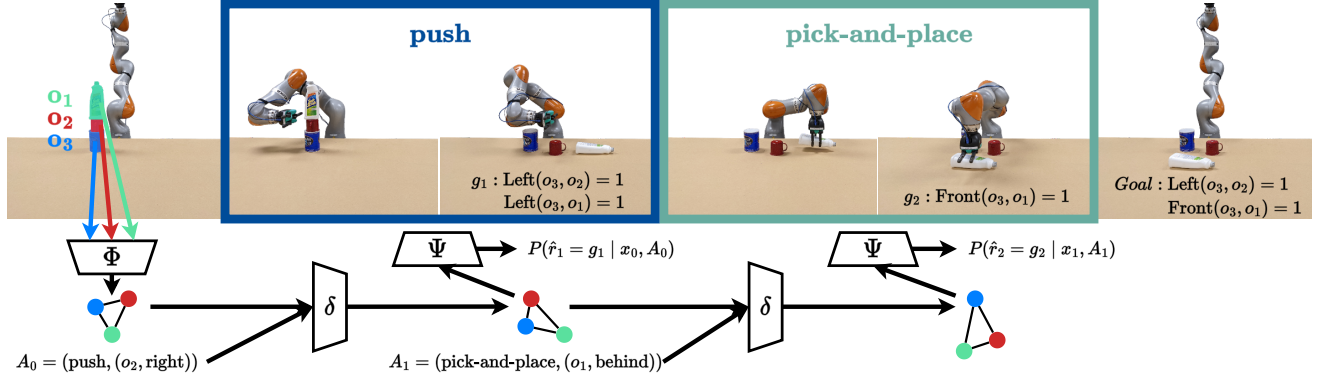 push
pick-and-place
o₁
o₂
o₃
g₁ : Left(o₃, o₂) = 1
Left(o₃, o₁) = 1
g₂ : Front(o₃, o₁) = 1
Goal : Left(o₃, o₂) = 1
Front(o₃, o₁) = 1
Φ
Ψ
P(r̂₁ = g₁ | x₀, A₀)
Ψ
P(r̂₂ = g₂ | x₁, A₁)
δ
δ
A₀ = (push, (o₂, right))
A₁ = (pick-and-place, (o₁, behind))